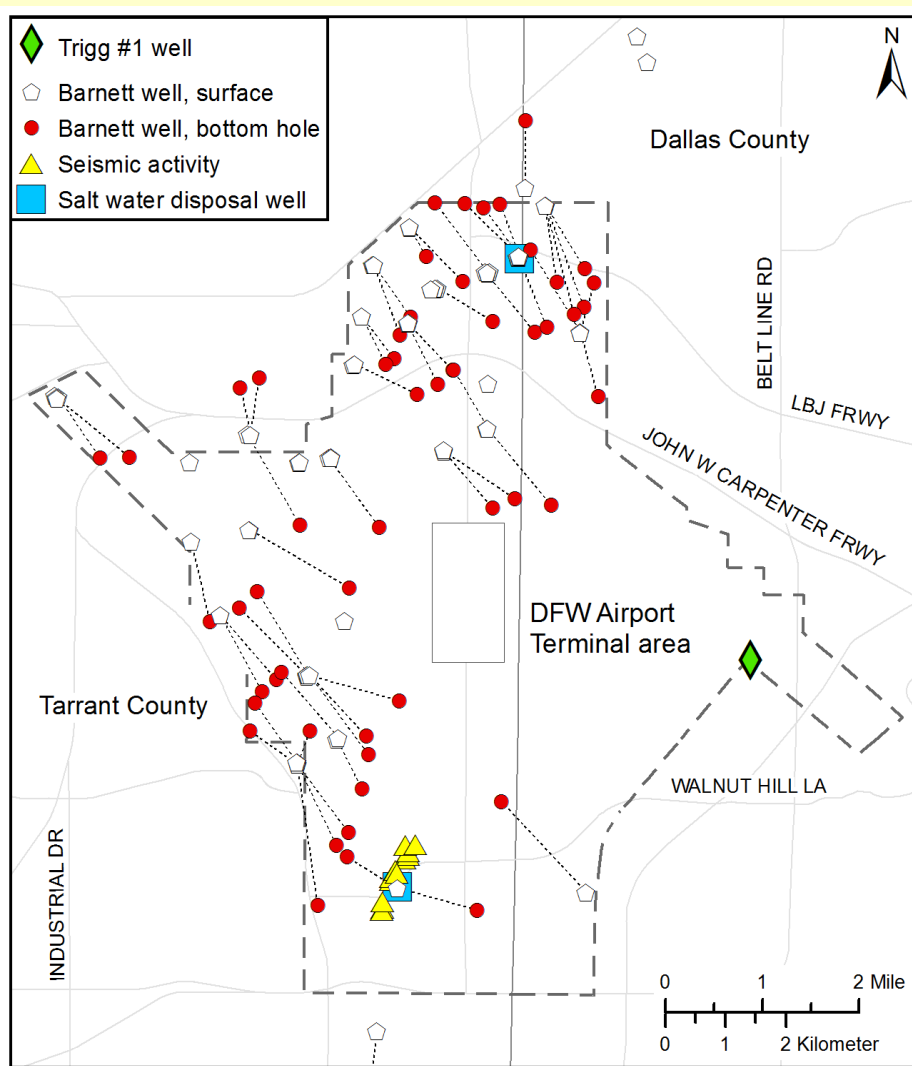 Trigg #1 well
Barnett well, surface
Barnett well, bottom hole
Seismic activity
Salt water disposal well
N
Dallas County
BELT LINE RD
LBJ FRWY
JOHN W CARPENTER FRWY
DFW Airport
Terminal area
Tarrant County
WALNUT HILL LA
INDUSTRIAL DR
0 1 2 Mile
0 1 2 Kilometer